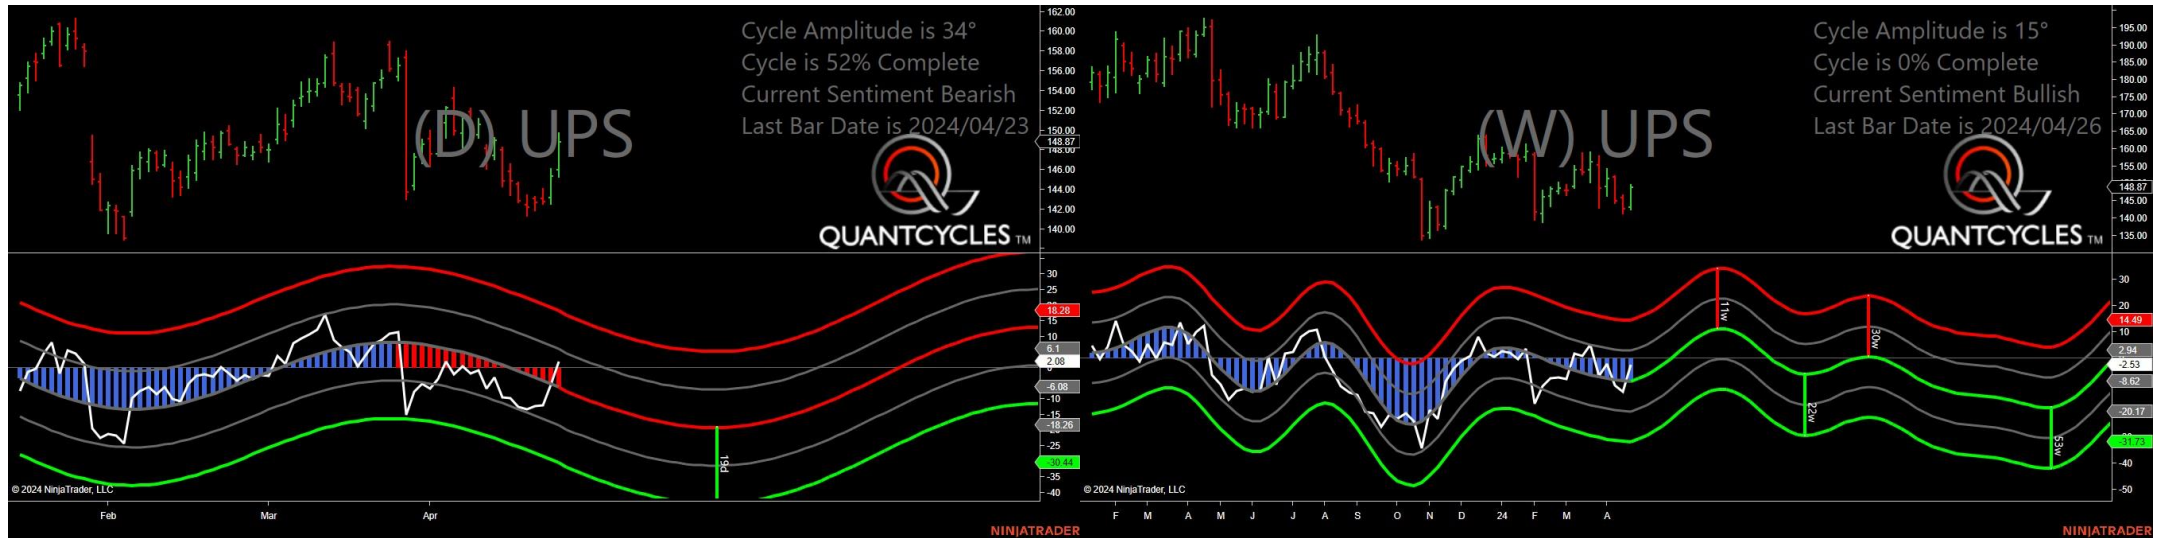 Cycle Amplitude is 34°
Cycle is 52% Complete
Current Sentiment Bearish
Last Bar Date is 2024/04/23
(D) UPS
QUANTCYCLES TM
162.00
160.00
158.00
156.00
154.00
152.00
150.00
148.87
148.00
146.00
144.00
142.00
140.00
30
25
18.28
15
10
6.1
2.08
-6.08
-10
-15
-18.26
-25
-30.44
-35
-40
19d
© 2024 NinjaTrader, LLC
Feb
Mar
Apr
NINJATRADER
Cycle Amplitude is 15°
Cycle is 0% Complete
Current Sentiment Bullish
Last Bar Date is 2024/04/26
(W) UPS
QUANTCYCLES TM
195.00
190.00
185.00
180.00
175.00
170.00
165.00
160.00
155.00
148.87
145.00
140.00
135.00
30
20
14.49
10
2.94
-2.53
-8.62
-20.17
-31.73
-40
-50
11w
30w
22w
53w
© 2024 NinjaTrader, LLC
F
M
A
M
J
J
A
S
O
N
D
24
F
M
A
NINJATRADER